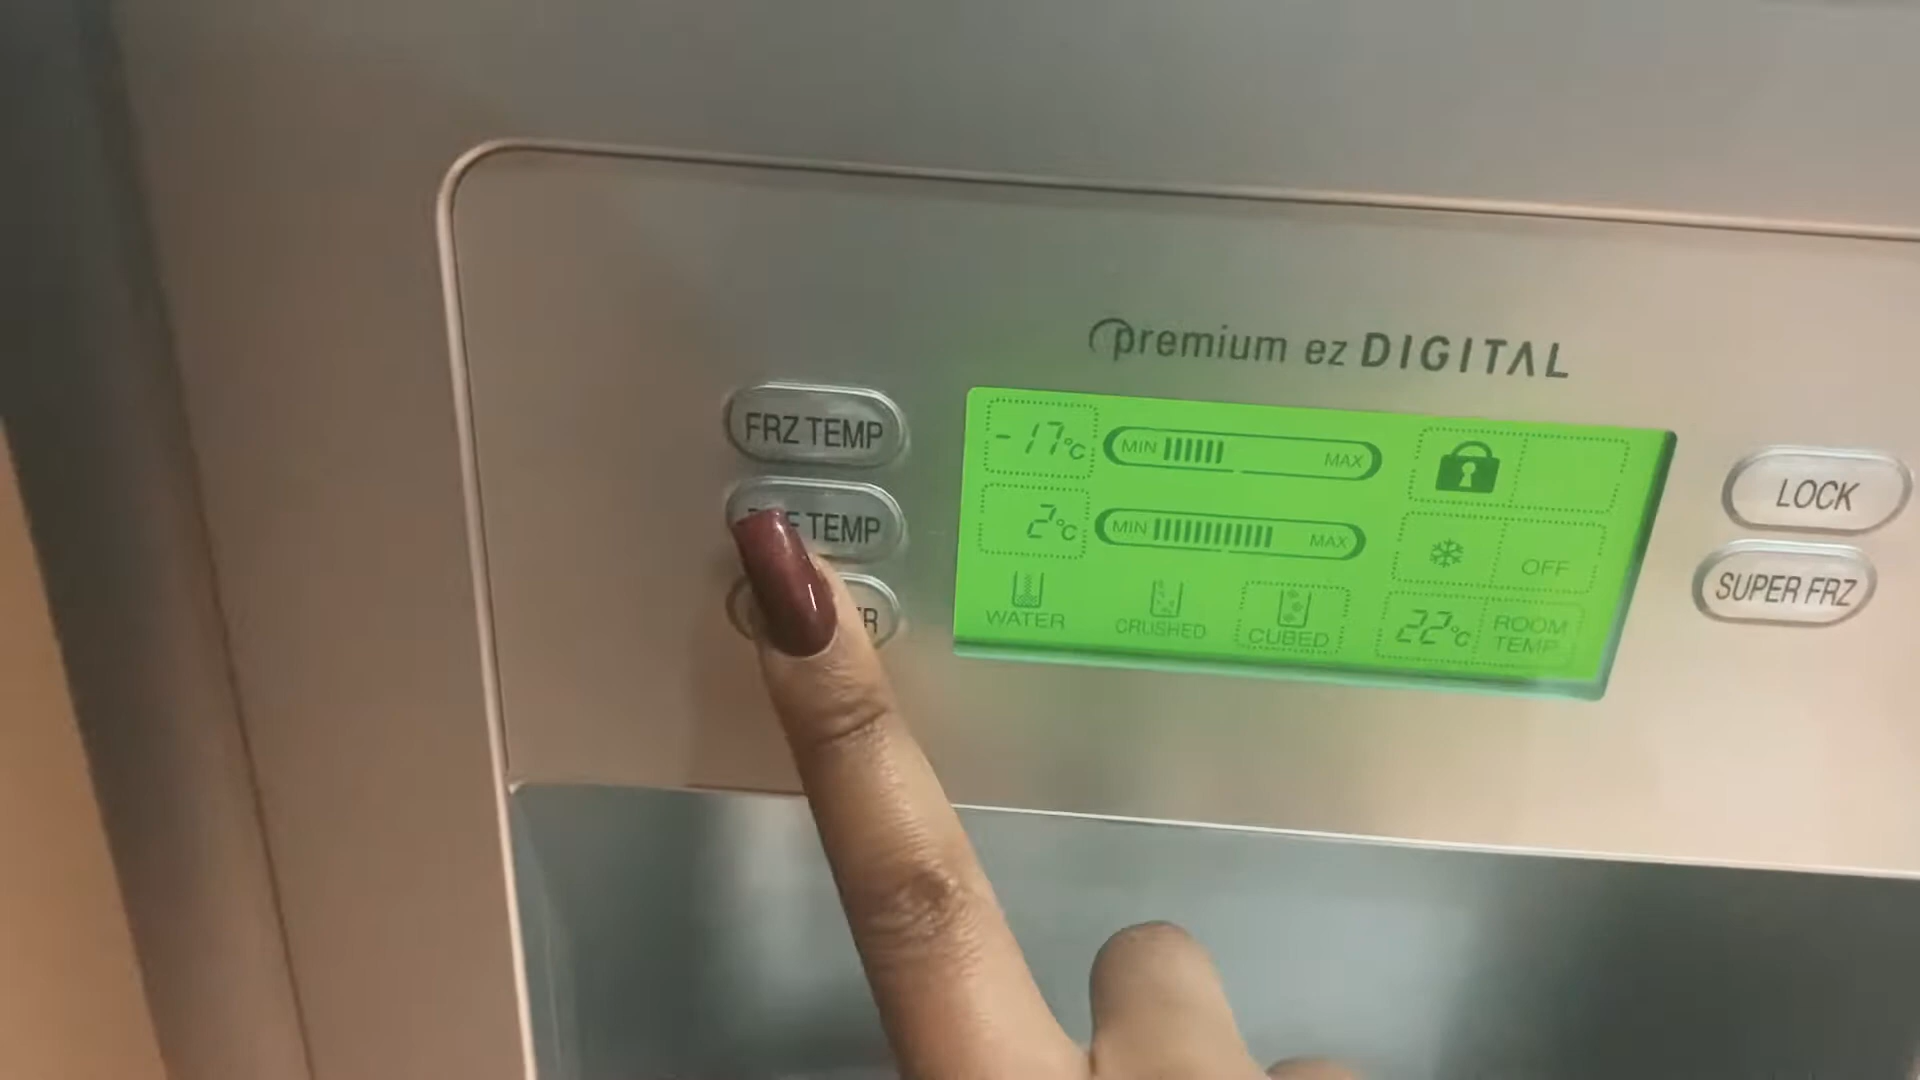 premium ez DIGITAL
FRZ TEMP
-17°C MIN MAX
LOCK
TEMP
2°C MIN MAX
OFF
SUPER FRZ
WATER CRUSHED CUBED
22°C ROOM TEMP